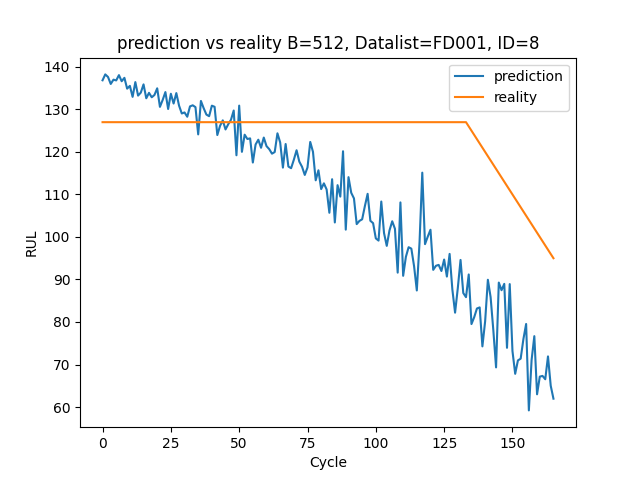 prediction vs reality B=512, Datalist=FD001, ID=8
prediction
reality
140
130
120
110
100
90
80
70
60
RUL
0 25 50 75 100 125 150
Cycle